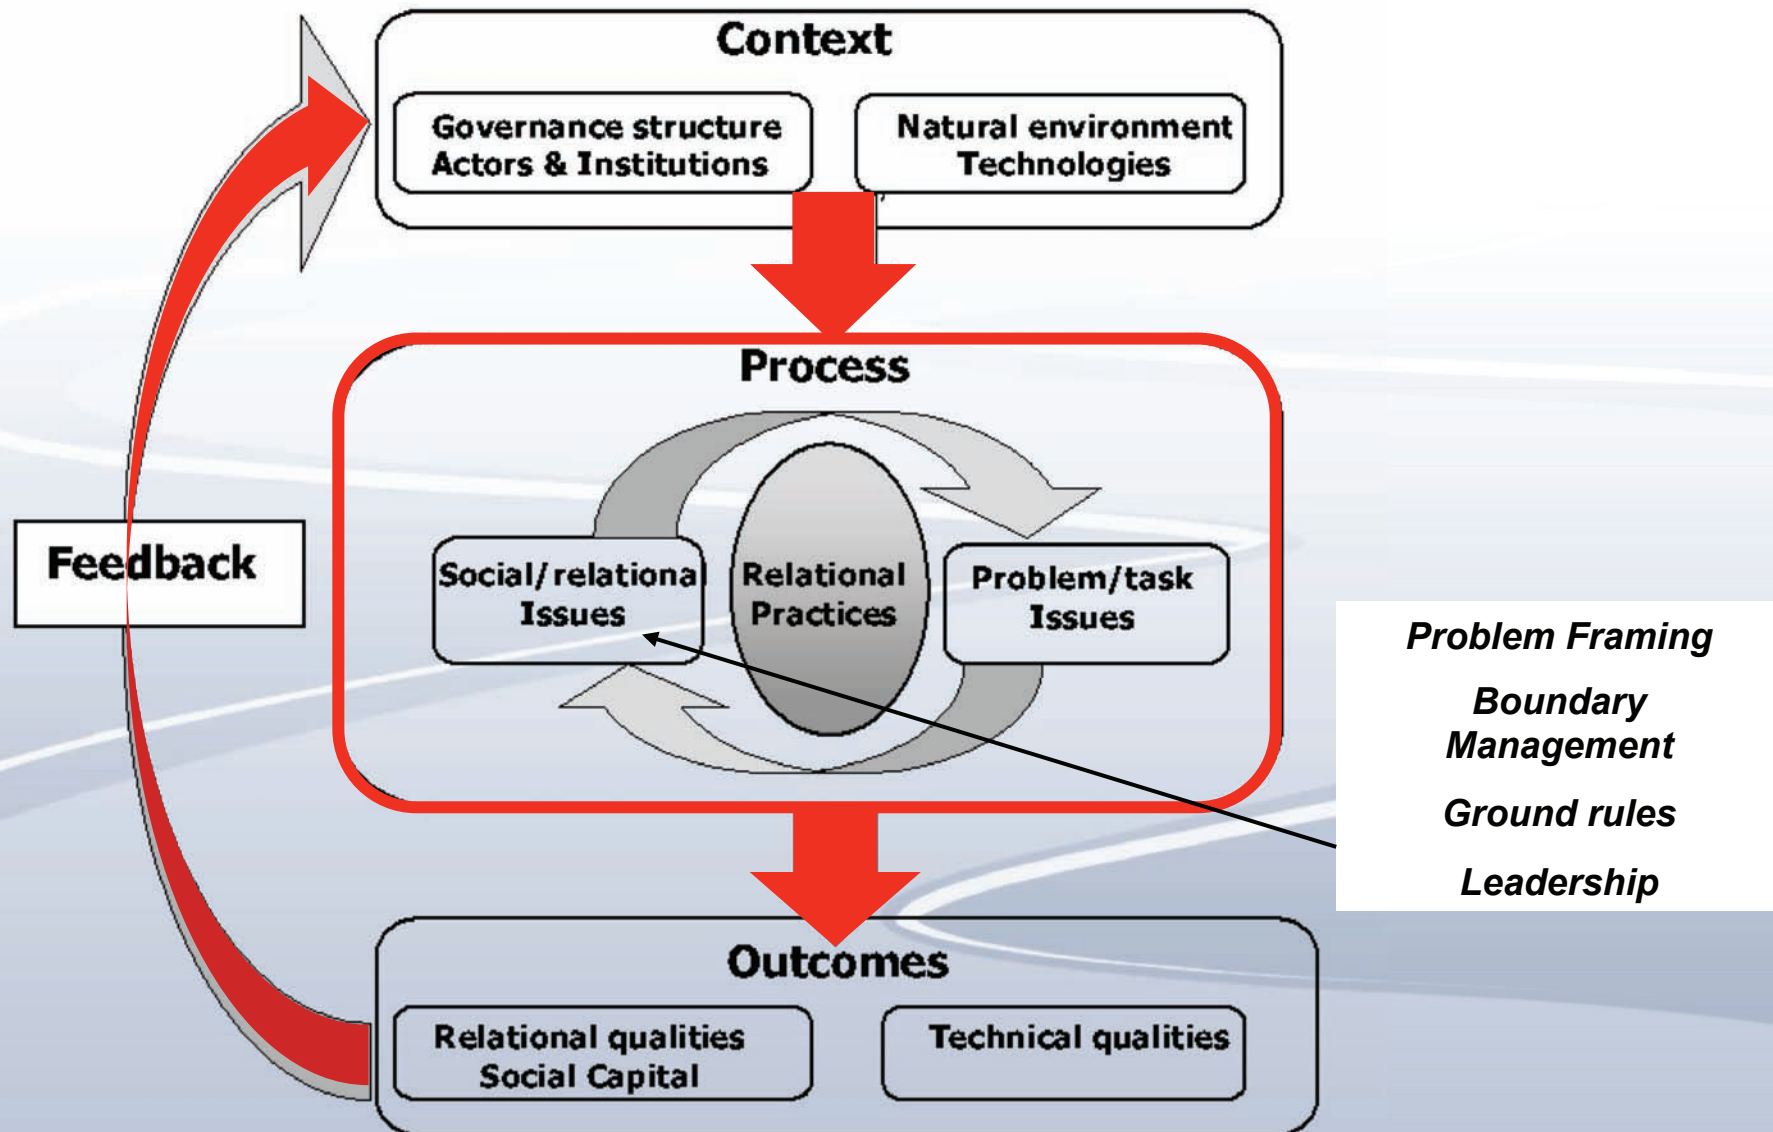 Context
Governance structure
Actors & Institutions
Natural environment
Technologies
Process
Social/relationa
Issues
Relational
Practices
Problem/task
Issues
Feedback
Problem Framing
Boundary
Management
Ground rules
Leadership
Outcomes
Relational qualities
Social Capital
Technical qualities